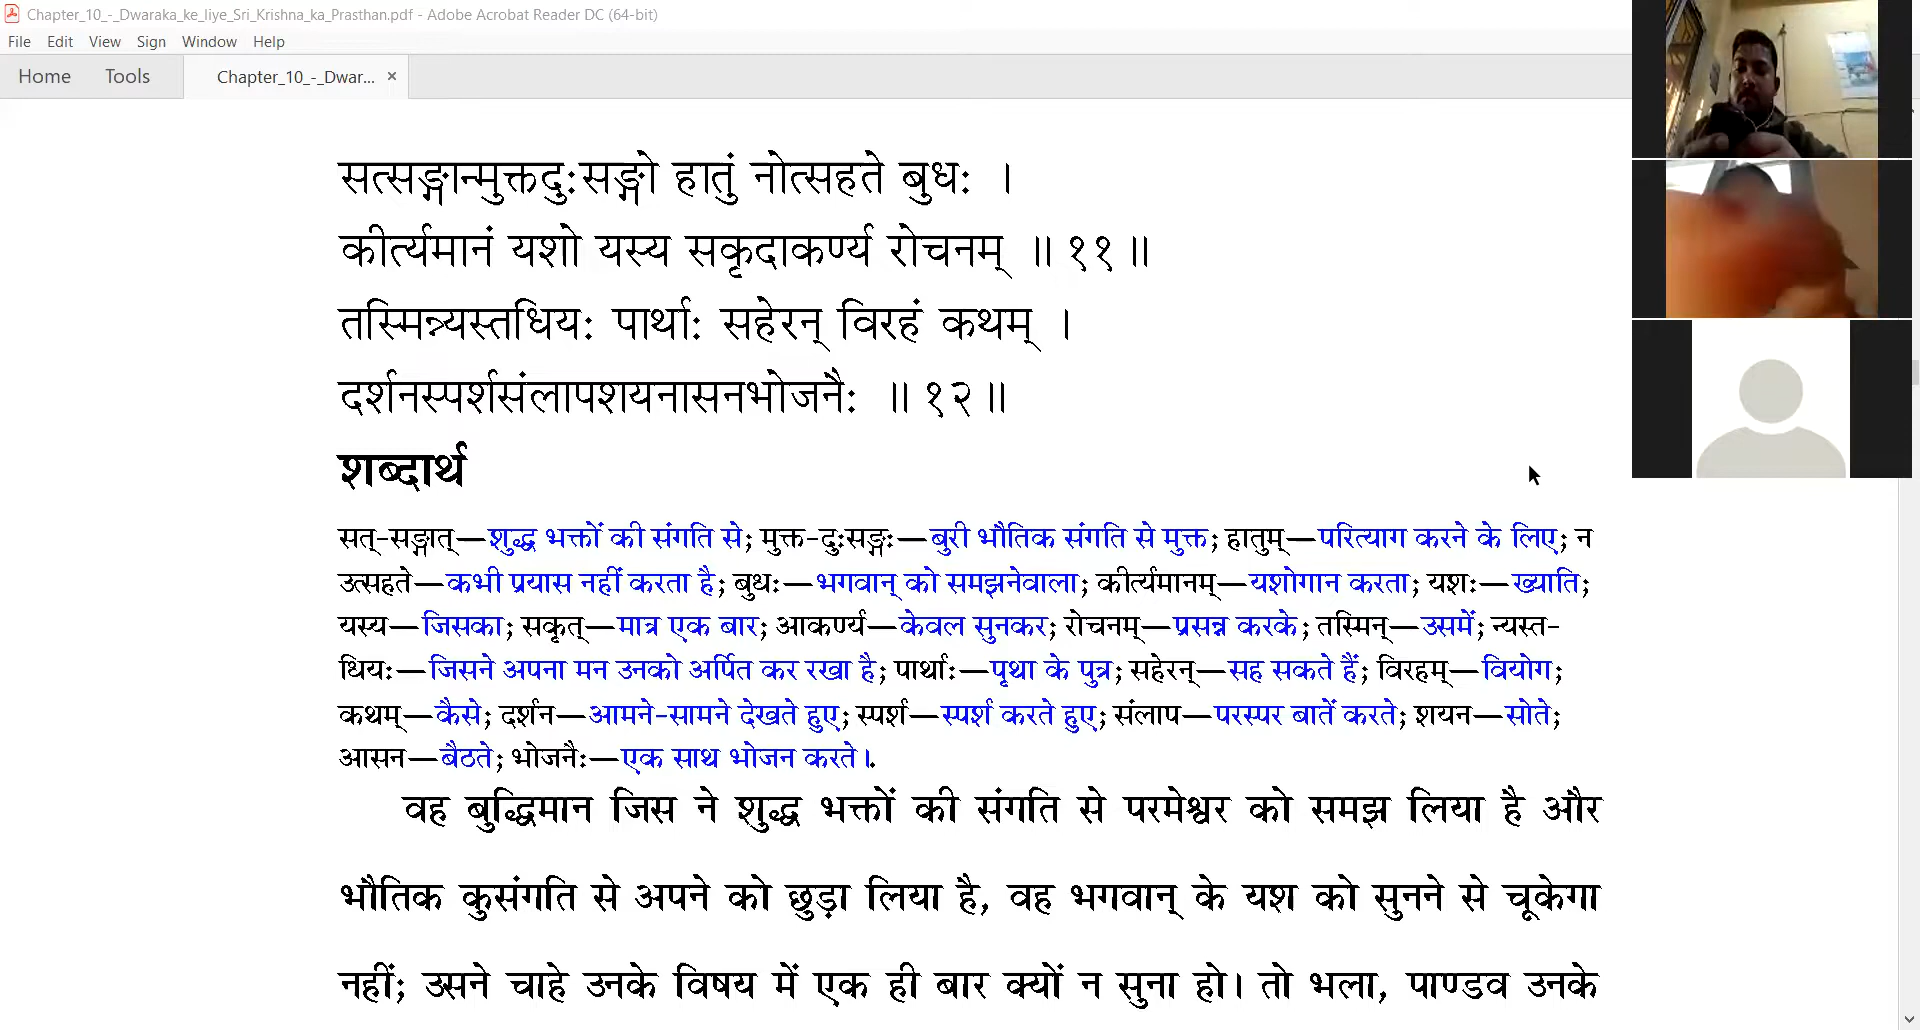 Chapter_10_-_Dwaraka_ke_liye_Sri_Krishna_ka_Prasthan.pdf - Adobe Acrobat Reader DC (64-bit)
File Edit View Sign Window Help
Home Tools Chapter_10_-_Dwar... ×
सत्सङ्गान्मुक्तदुःसङ्गो हातुं नोत्सहते बुधः ।
कीर्त्यमानं यशो यस्य सकृदाकर्ण्य रोचनम् ॥ ११॥
तस्मिन्न्यस्तधियः पार्थाः सहेरन् विरहं कथम् ।
दर्शनस्पर्शसंलापशयनासनभोजनैः ॥ १२॥
शब्दार्थ
सत्-सङ्गात्—शुद्ध भक्तों की संगति से; मुक्त-दुःसङ्गः—बुरी भौतिक संगति से मुक्त; हातुम्—परित्याग करने के लिए; न
उत्सहते—कभी प्रयास नहीं करता है; बुधः—भगवान् को समझनेवाला; कीर्त्यमानम्—यशोगान करता; यशः—ख्याति;
यस्य—जिसका; सकृत्—मात्र एक बार; आकर्ण्य—केवल सुनकर; रोचनम्—प्रसन्न करके; तस्मिन्—उसमें; न्यस्त-
धियः—जिसने अपना मन उनको अर्पित कर रखा है; पार्थाः—पृथा के पुत्र; सहेरन्—सह सकते हैं; विरहम्—वियोग;
कथम्—कैसे; दर्शन—आमने-सामने देखते हुए; स्पर्श—स्पर्श करते हुए; संलाप—परस्पर बातें करते; शयन—सोते;
आसन—बैठते; भोजनैः—एक साथ भोजन करते।.
वह बुद्धिमान जिस ने शुद्ध भक्तों की संगति से परमेश्वर को समझ लिया है और
भौतिक कुसंगति से अपने को छुड़ा लिया है, वह भगवान् के यश को सुनने से चूकेगा
नहीं; उसने चाहे उनके विषय में एक ही बार क्यों न सुना हो। तो भला, पाण्डव उनके